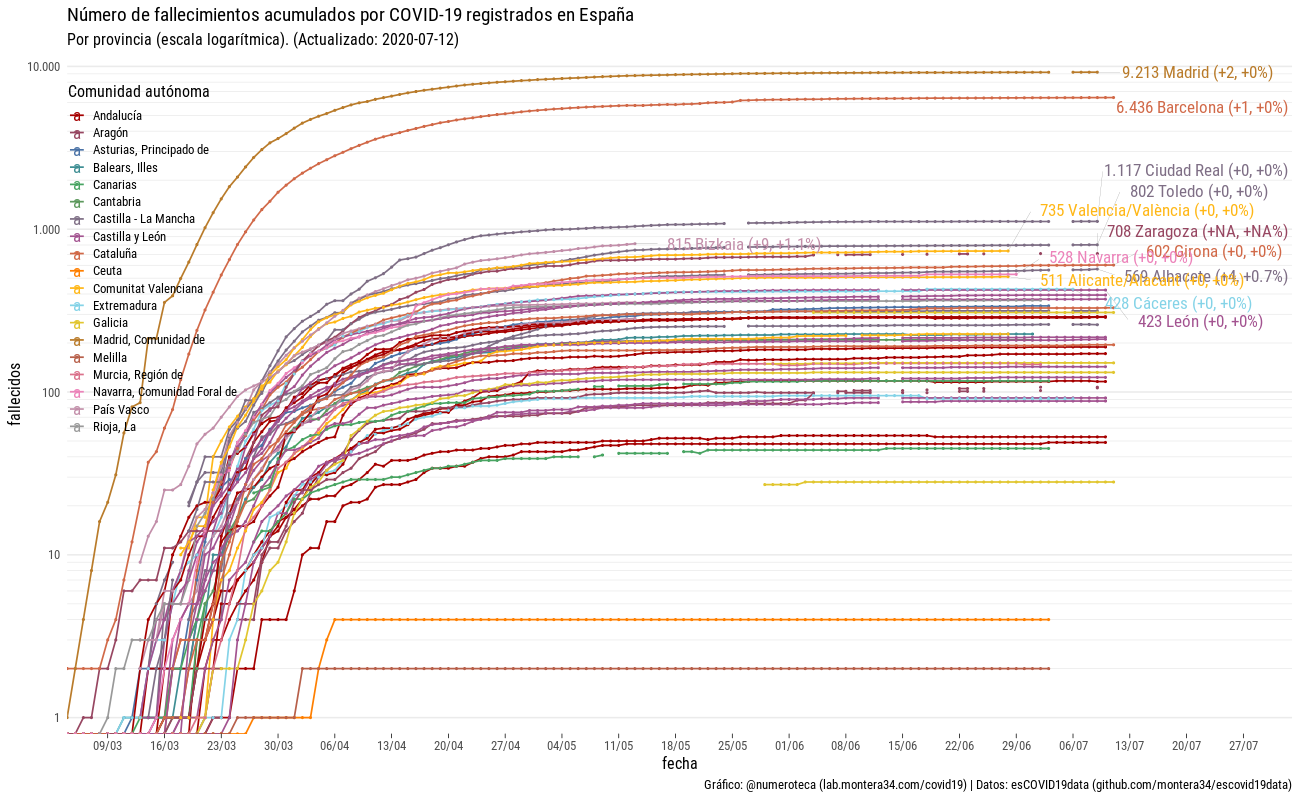 Número de fallecimientos acumulados por COVID-19 registrados en España
Por provincia (escala logarítmica). (Actualizado: 2020-07-12)
10.000
1.000
100
10
1
fallecidos
Comunidad autónoma
Andalucía
Aragón
Asturias, Principado de
Balears, Illes
Canarias
Cantabria
Castilla - La Mancha
Castilla y León
Cataluña
Ceuta
Comunitat Valenciana
Extremadura
Galicia
Madrid, Comunidad de
Melilla
Murcia, Región de
Navarra, Comunidad Foral de
País Vasco
Rioja, La
9.213 Madrid (+2, +0%)
6.436 Barcelona (+1, +0%)
1.117 Ciudad Real (+0, +0%)
802 Toledo (+0, +0%)
735 Valencia/València (+0, +0%)
708 Zaragoza (+NA, +NA%)
815 Bizkaia (+9, +1.1%)
602 Girona (+0, +0%)
528 Navarra (+0, +0%)
569 Albacete (+4, +0.7%)
511 Alicante/Alacant (+0, +0%)
428 Cáceres (+0, +0%)
423 León (+0, +0%)
09/03 16/03 23/03 30/03 06/04 13/04 20/04 27/04 04/05 11/05 18/05 25/05 01/06 08/06 15/06 22/06 29/06 06/07 13/07 20/07 27/07
fecha
Gráfico: @numeroteca (lab.montera34.com/covid19) | Datos: esCOVID19data (github.com/montera34/escovid19data)